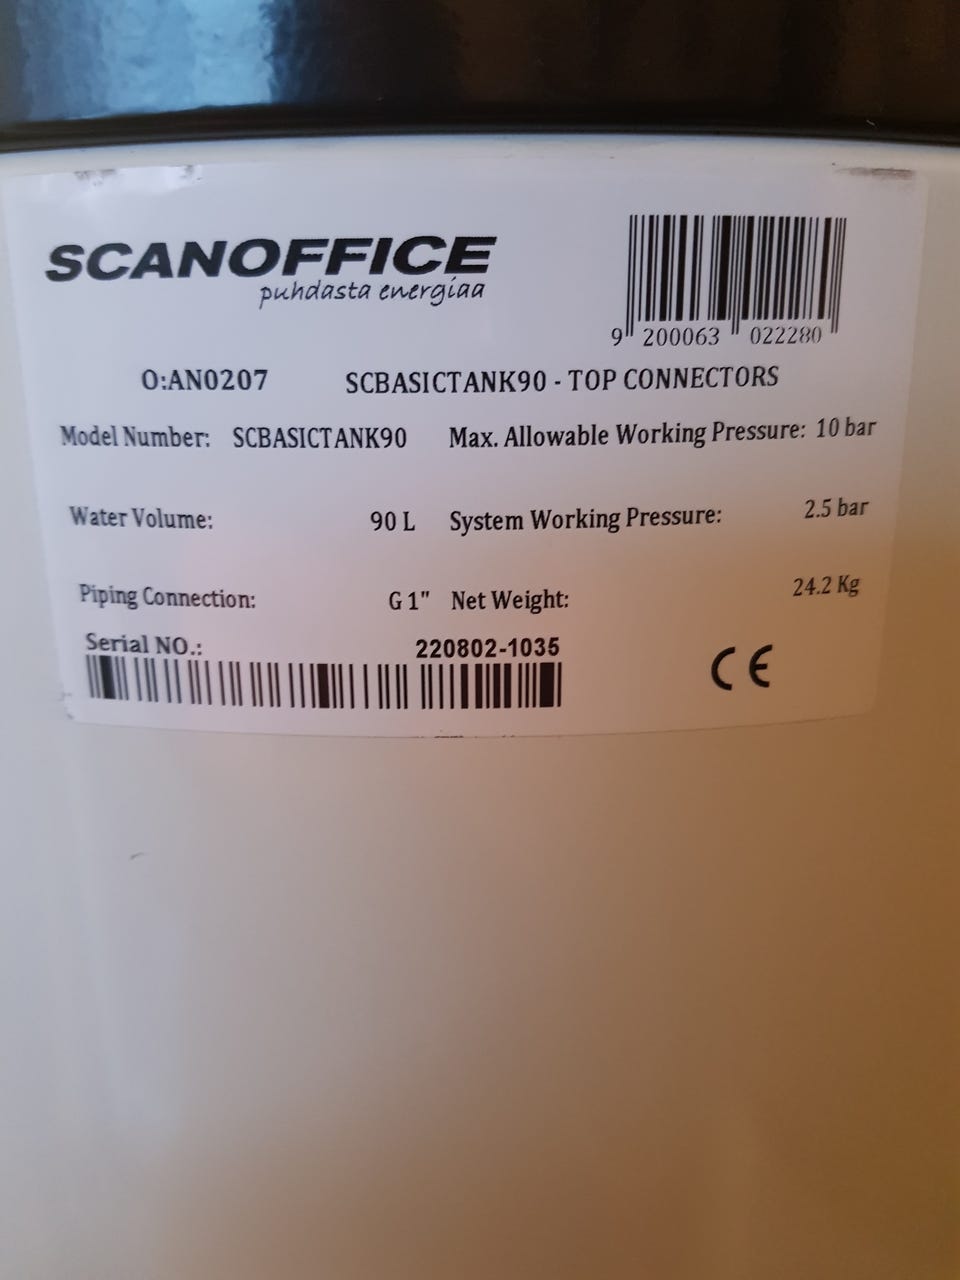 SCANOFFICE
puhdasta energiaa
9 200063 022280
O:AN0207 SCBASICTANK90 - TOP CONNECTORS
Model Number: SCBASICTANK90 Max. Allowable Working Pressure: 10 bar
Water Volume: 90 L System Working Pressure: 2.5 bar
Piping Connection: G 1" Net Weight: 24.2 Kg
Serial NO.: 220802-1035
CE